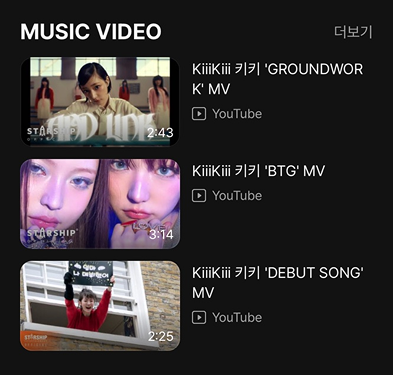 MUSIC VIDEO
더보기
STARSHIP
2:43
KiiiKiii 키키 'GROUNDWOR
K' MV
YouTube
STARSHIP
3:14
KiiiKiii 키키 'BTG' MV
YouTube
STARSHIP
2:25
KiiiKiii 키키 'DEBUT SONG'
MV
YouTube